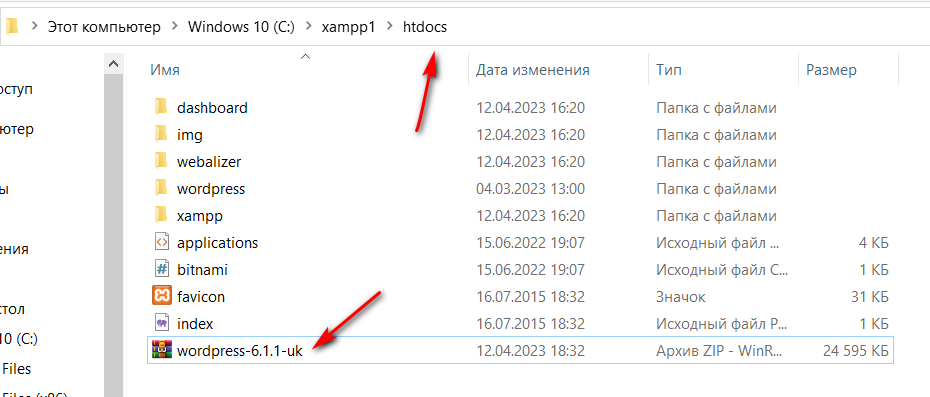 Этот компьютер > Windows 10 (C:) > xampp1 > htdocs
Имя Дата изменения Тип Размер
оступ dashboard 12.04.2023 16:20 Папка с файлами
ьютер img 12.04.2023 16:20 Папка с файлами
webalizer 12.04.2023 16:20 Папка с файлами
ы wordpress 04.03.2023 13:00 Папка с файлами
xampp 12.04.2023 16:20 Папка с файлами
ения applications 15.06.2022 19:07 Исходный файл ... 4 КБ
bitnami 15.06.2022 19:07 Исходный файл C... 1 КБ
стол favicon 16.07.2015 18:32 Значок 31 КБ
index 16.07.2015 18:32 Исходный файл P... 1 КБ
10 (C:) wordpress-6.1.1-uk 12.04.2023 18:32 Архив ZIP - WinR... 24 595 КБ
Files
Files (x86)